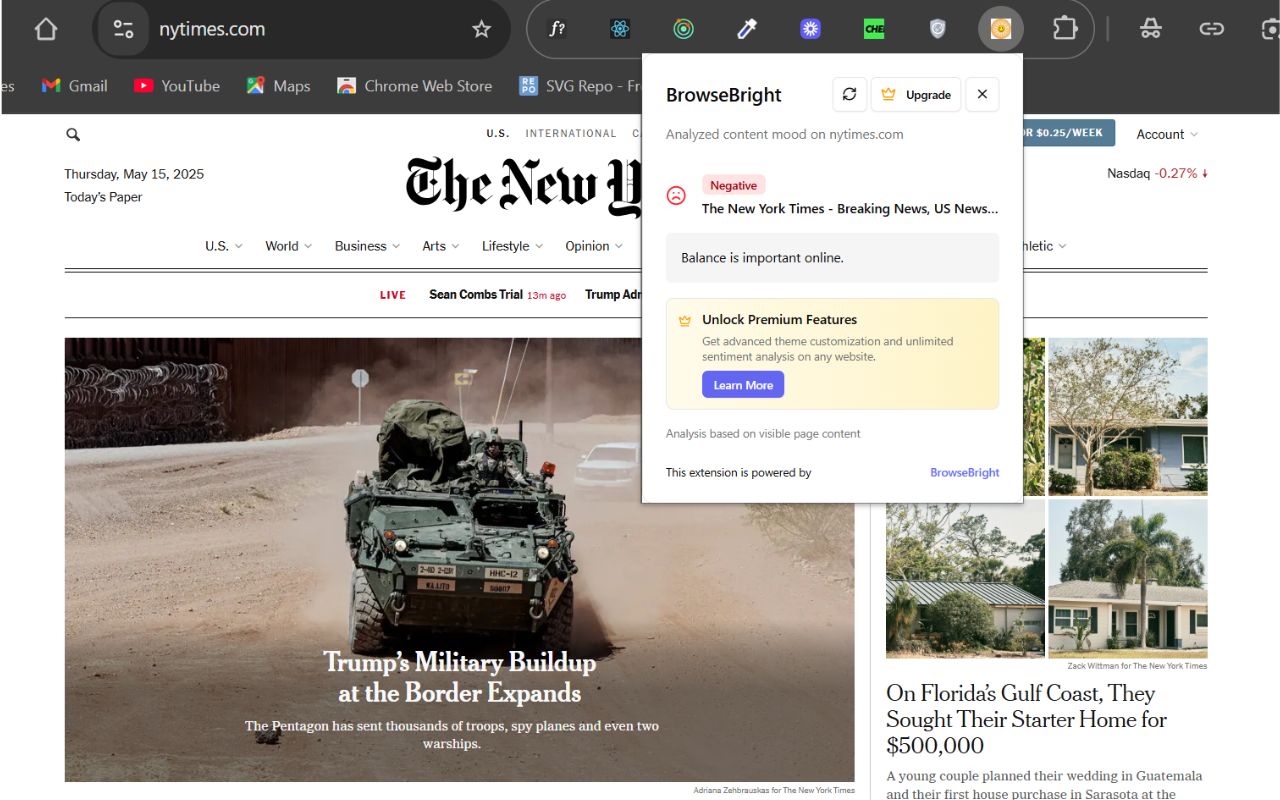 nytimes.com
f?
CHE
es
Gmail
YouTube
Maps
Chrome Web Store
RE
PO
SVG Repo - Fr
BrowseBright
Upgrade
Analyzed content mood on nytimes.com
Negative
The New York Times - Breaking News, US News...
Balance is important online.
Unlock Premium Features
Get advanced theme customization and unlimited
sentiment analysis on any website.
Learn More
Analysis based on visible page content
This extension is powered by
BrowseBright
U.S.
INTERNATIONAL
C
OR $0.25/WEEK
Account
Thursday, May 15, 2025
Today's Paper
The New Y
Nasdaq -0.27% ↓
U.S.
World
Business
Arts
Lifestyle
Opinion
hletic
LIVE
Sean Combs Trial 13m ago
Trump Adr
HHC-12
Trump's Military Buildup
at the Border Expands
The Pentagon has sent thousands of troops, spy planes and even two
warships.
Adriana Zehbrauskas for The New York Times
Zack Wittman for The New York Times
On Florida's Gulf Coast, They
Sought Their Starter Home for
$500,000
A young couple planned their wedding in Guatemala
and their first house purchase in Sarasota at the